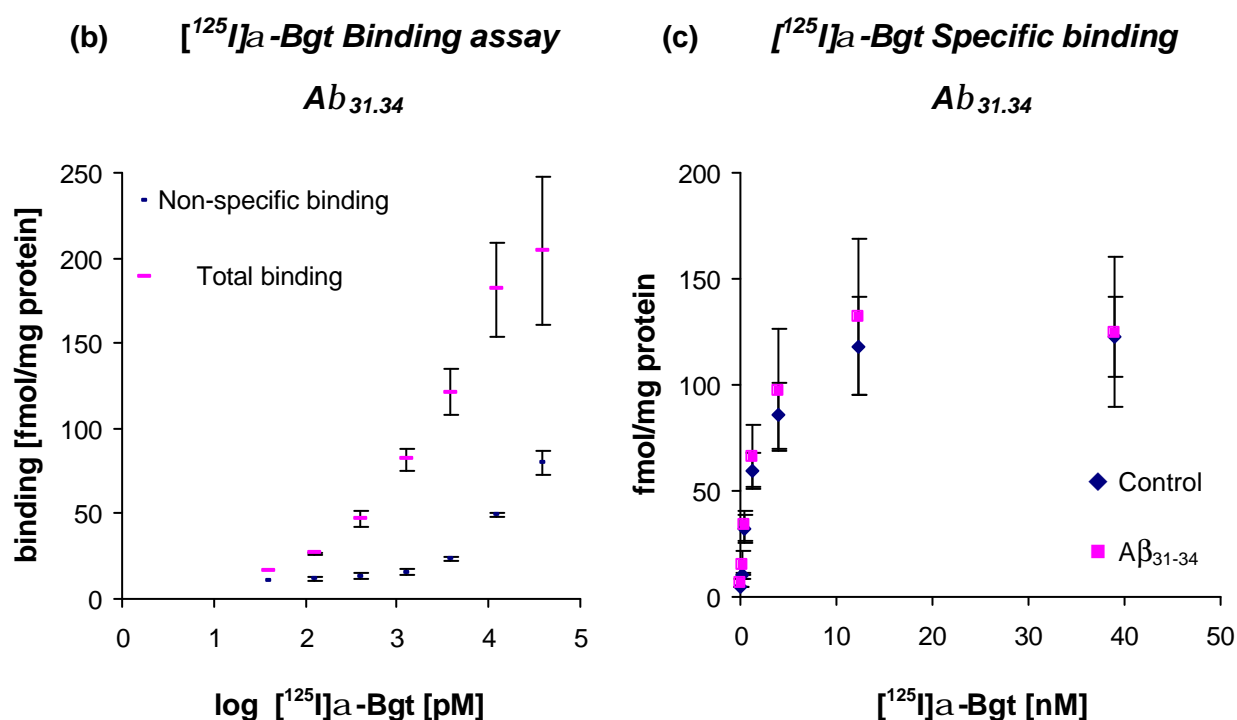 (b) [¹²⁵I]a-Bgt Binding assay
Ab₃₁.₃₄
250
200
150
100
50
0
Non-specific binding
Total binding
binding [fmol/mg protein]
0 1 2 3 4 5
log [¹²⁵I]a-Bgt [pM]
(c) [¹²⁵I]a-Bgt Specific binding
Ab₃₁.₃₄
200
150
100
50
0
fmol/mg protein
Control
Aβ₃₁₋₃₄
0 10 20 30 40 50
[¹²⁵I]a-Bgt [nM]